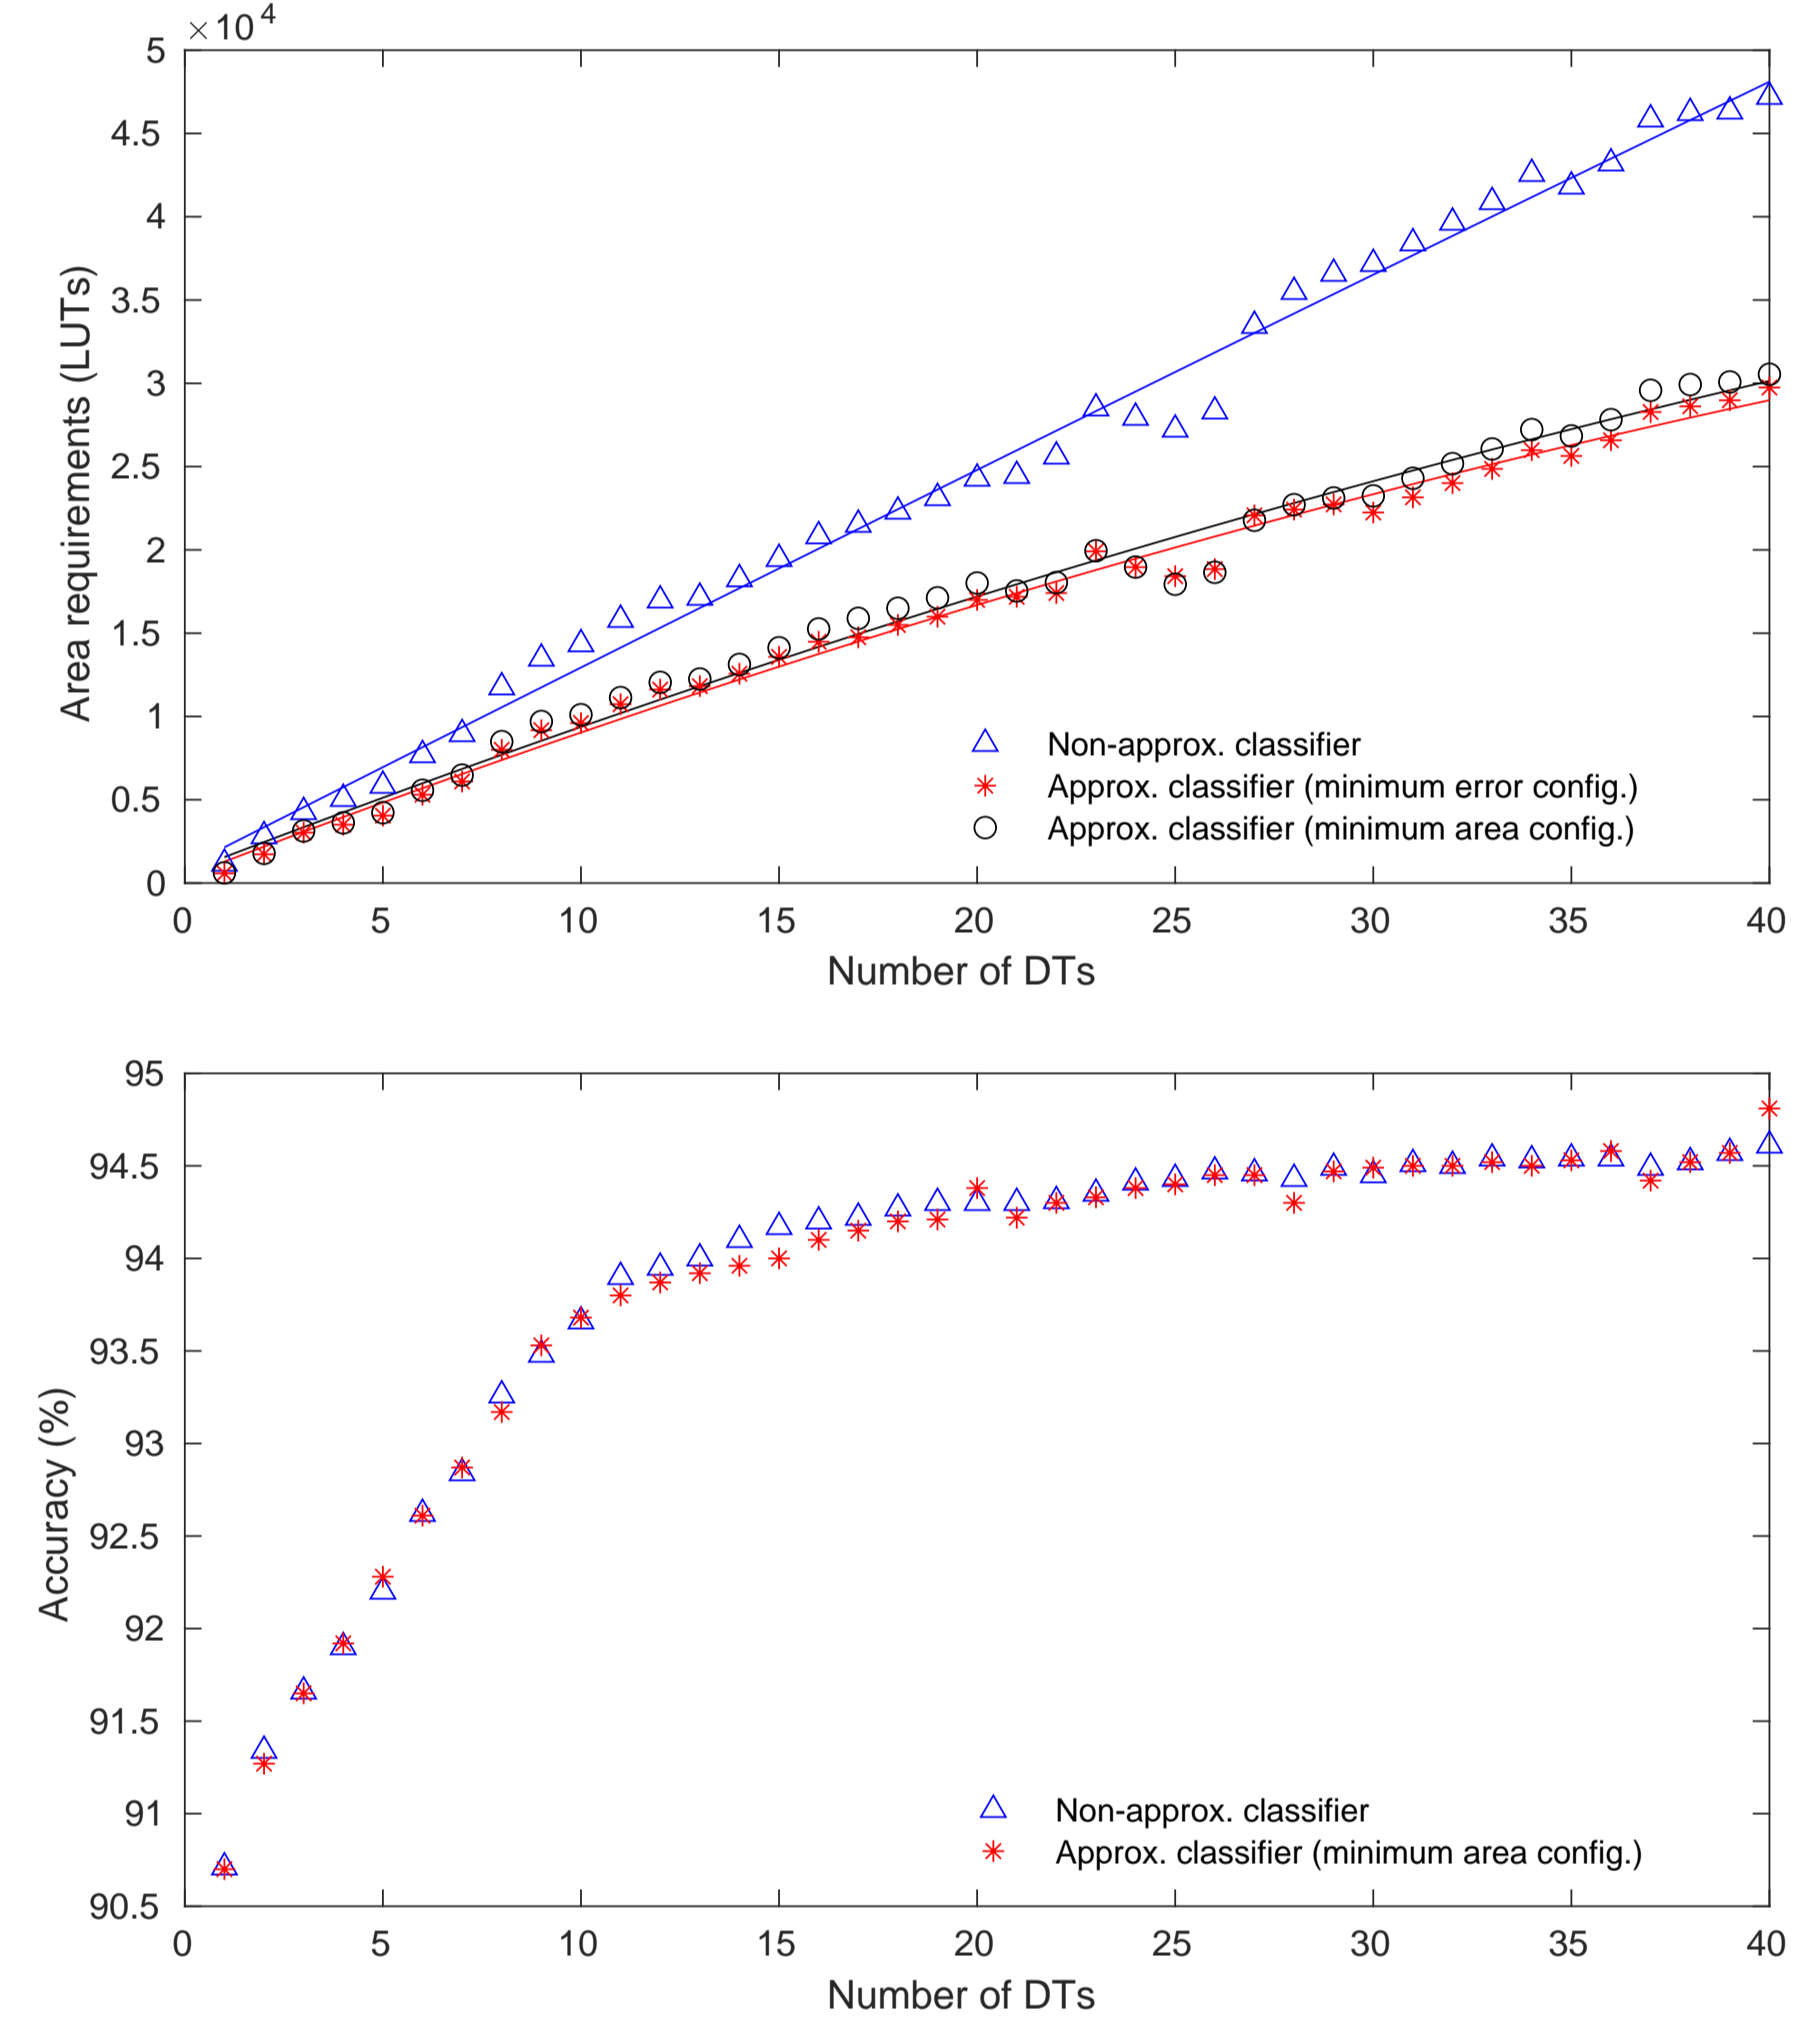 ×10 4
5
4.5
4
3.5
3
2.5
2
1.5
1
0.5
0
Area requirements (LUTs)
Non-approx. classifier
Approx. classifier (minimum error config.)
Approx. classifier (minimum area config.)
0 5 10 15 20 25 30 35 40
Number of DTs
95
94.5
94
93.5
93
92.5
92
91.5
91
90.5
Accuracy (%)
Non-approx. classifier
Approx. classifier (minimum area config.)
0 5 10 15 20 25 30 35 40
Number of DTs